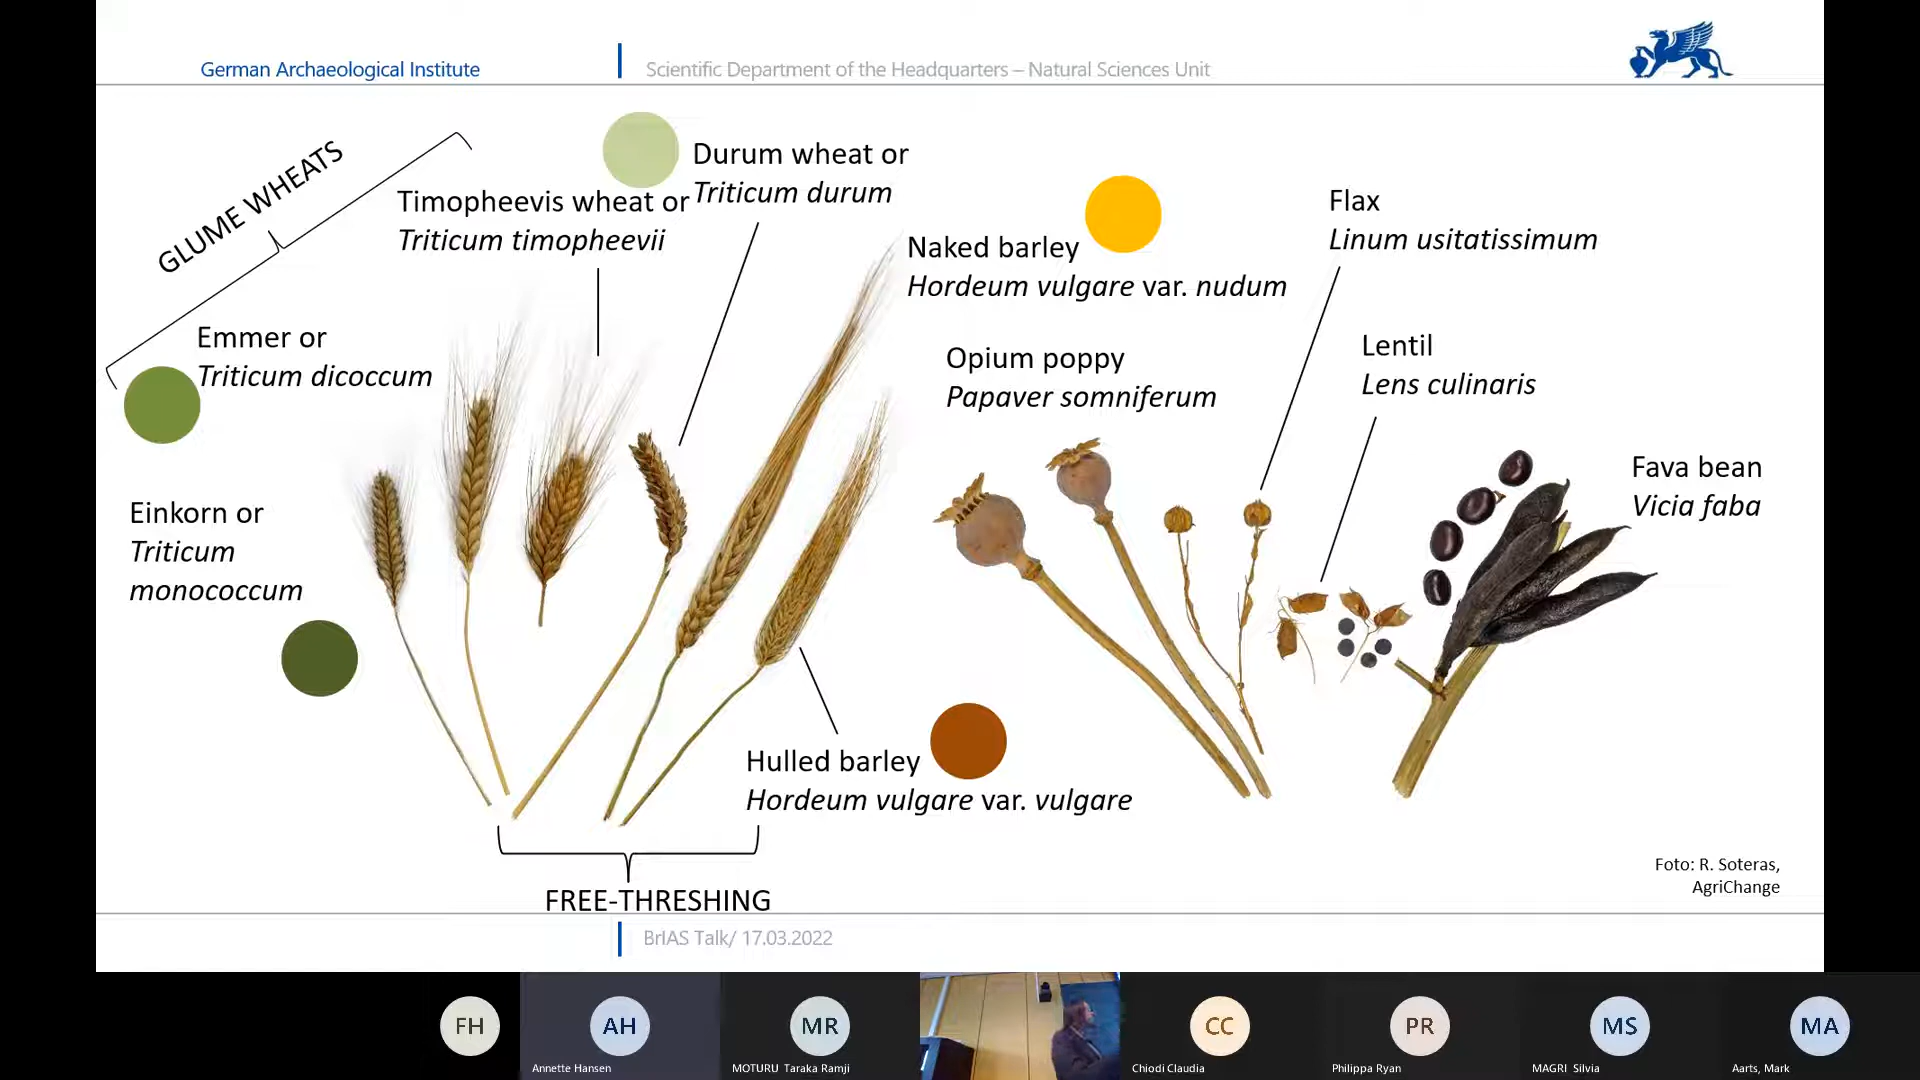 German Archaeological Institute
Scientific Department of the Headquarters – Natural Sciences Unit
GLUME WHEATS
Timopheevis wheat or
Triticum timopheevii
Durum wheat or
Triticum durum
Emmer or
Triticum dicoccum
Einkorn or
Triticum
monococcum
Naked barley
Hordeum vulgare var. nudum
Opium poppy
Papaver somniferum
Flax
Linum usitatissimum
Lentil
Lens culinaris
Fava bean
Vicia faba
Hulled barley
Hordeum vulgare var. vulgare
FREE-THRESHING
Foto: R. Soteras,
AgriChange
BrIAS Talk/ 17.03.2022
FH
AH
Annette Hansen
MR
MOTURU Taraka Ramji
CC
Chiodi Claudia
PR
Philippa Ryan
MS
MAGRI Silvia
MA
Aarts, Mark